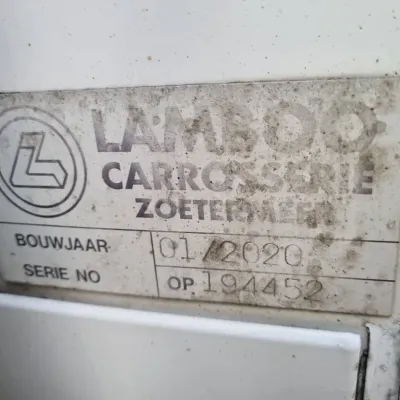 LAMBOO
CARROSSERIE
ZOETERMEER
L
BOUWJAAR 01/2020
SERIE NO OP 194452